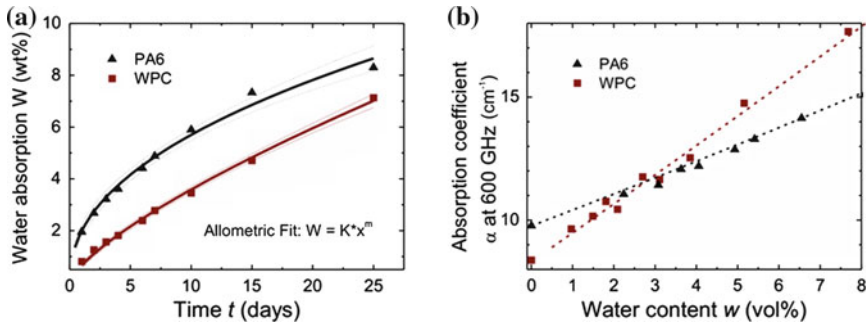 (a)
Water absorption W (wt%)
10
8
6
4
2
PA6
WPC
Allometric Fit: W = K*x^m
0
5
10
15
20
25
Time t (days)
(b)
Absorption coefficient
α at 600 GHz (cm⁻¹)
15
10
PA6
WPC
0
1
2
3
4
5
6
7
8
Water content w (vol%)